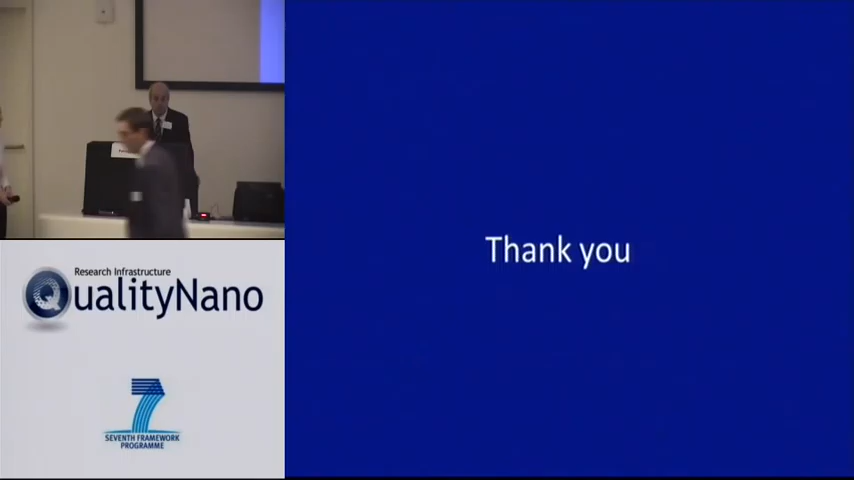 Research Infrastructure
QualityNano
SEVENTH FRAMEWORK
PROGRAMME
Thank you